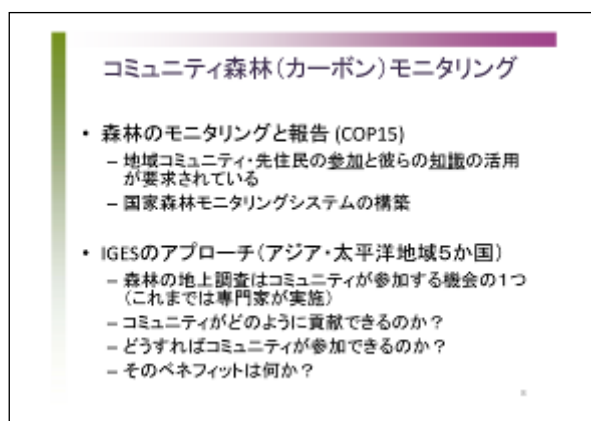 コミュニティ森林(カーボン)モニタリング
• 森林のモニタリングと報告 (COP15)
– 地域コミュニティ・先住民の参加と彼らの知識の活用
が要求されている
– 国家森林モニタリングシステムの構築
• IGESのアプローチ(アジア・太平洋地域5か国)
– 森林の地上調査はコミュニティが参加する機会の1つ
(これまでは専門家が実施)
– コミュニティがどのように貢献できるのか?
– どうすればコミュニティが参加できるのか?
– そのベネフィットは何か?